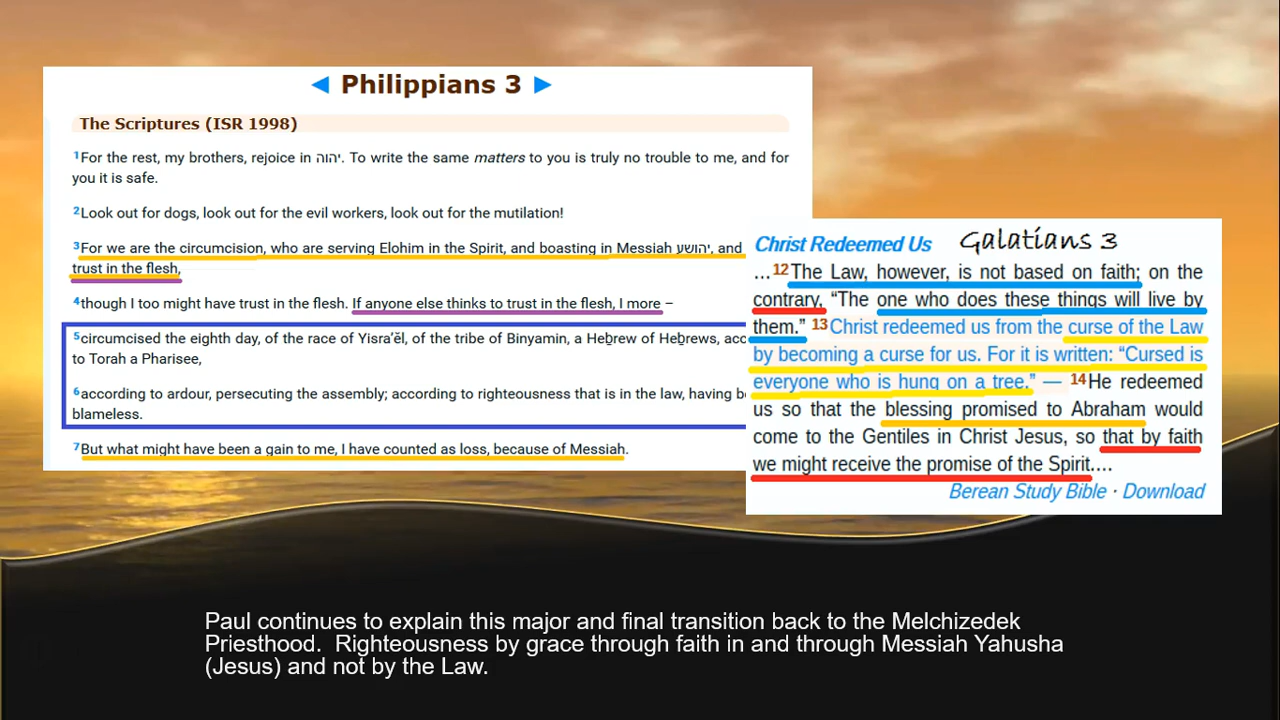 ◄ Philippians 3 ►
The Scriptures (ISR 1998)
1For the rest, my brothers, rejoice in יהוה. To write the same matters to you is truly no trouble to me, and for
you it is safe.
2Look out for dogs, look out for the evil workers, look out for the mutilation!
3For we are the circumcision, who are serving Elohim in the Spirit, and boasting in Messiah יהושע, and
trust in the flesh,
4though I too might have trust in the flesh. If anyone else thinks to trust in the flesh, I more –
5circumcised the eighth day, of the race of Yisra’ĕl, of the tribe of Binyamin, a Heḇrew of Heḇrews, acc
to Torah a Pharisee,
6according to ardour, persecuting the assembly; according to righteousness that is in the law, having b
blameless.
7But what might have been a gain to me, I have counted as loss, because of Messiah.
Christ Redeemed Us Galatians 3
...12The Law, however, is not based on faith; on the
contrary, “The one who does these things will live by
them.” 13Christ redeemed us from the curse of the Law
by becoming a curse for us. For it is written: “Cursed is
everyone who is hung on a tree.” — 14He redeemed
us so that the blessing promised to Abraham would
come to the Gentiles in Christ Jesus, so that by faith
we might receive the promise of the Spirit....
Berean Study Bible · Download
Paul continues to explain this major and final transition back to the Melchizedek
Priesthood.  Righteousness by grace through faith in and through Messiah Yahusha
(Jesus) and not by the Law.